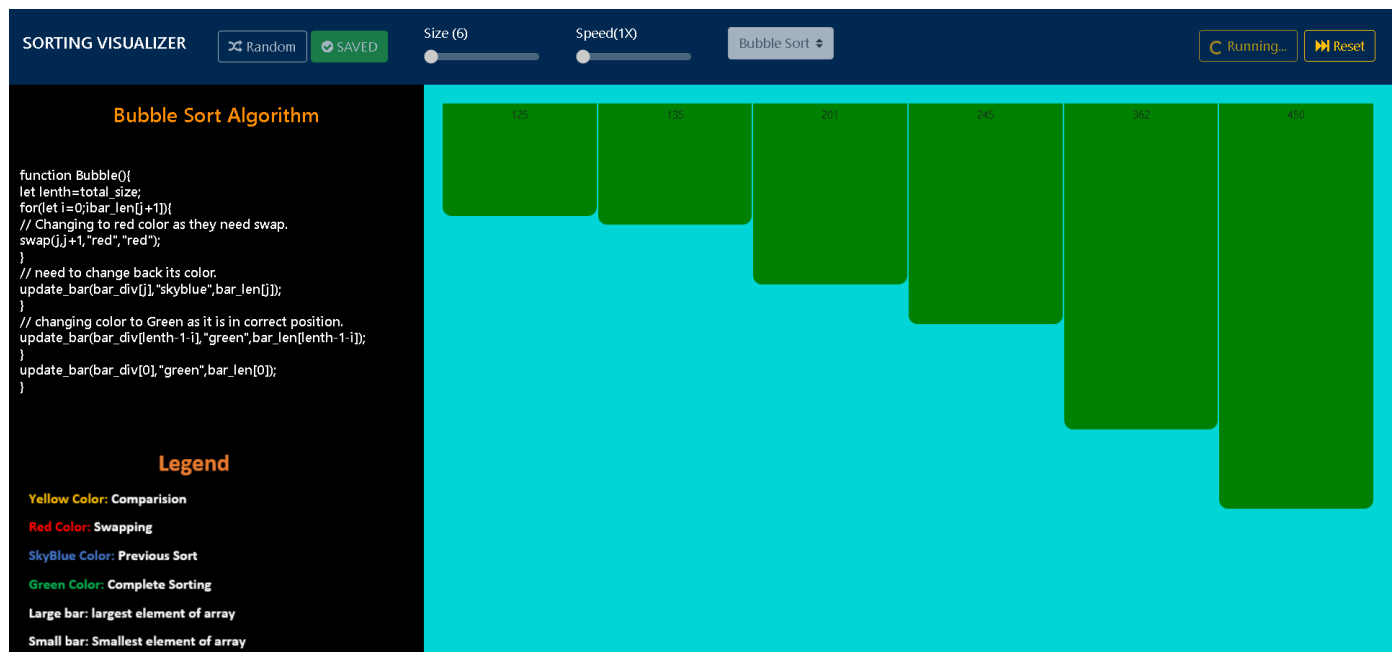 SORTING VISUALIZER
Random
SAVED
Size (6)
Speed(1X)
Bubble Sort
Running...
Reset
Bubble Sort Algorithm
function Bubble(){
let lenth=total_size;
for(let i=0;ibar_len[j+1]){
// Changing to red color as they need swap.
swap(j,j+1,"red","red");
}
// need to change back its color.
update_bar(bar_div[j],"skyblue",bar_len[j]);
}
// changing color to Green as it is in correct position.
update_bar(bar_div[lenth-1-i],"green",bar_len[lenth-1-i]);
}
update_bar(bar_div[0],"green",bar_len[0]);
}
Legend
Yellow Color: Comparision
Red Color: Swapping
SkyBlue Color: Previous Sort
Green Color: Complete Sorting
Large bar: largest element of array
Small bar: Smallest element of array
125
135
201
245
362
450